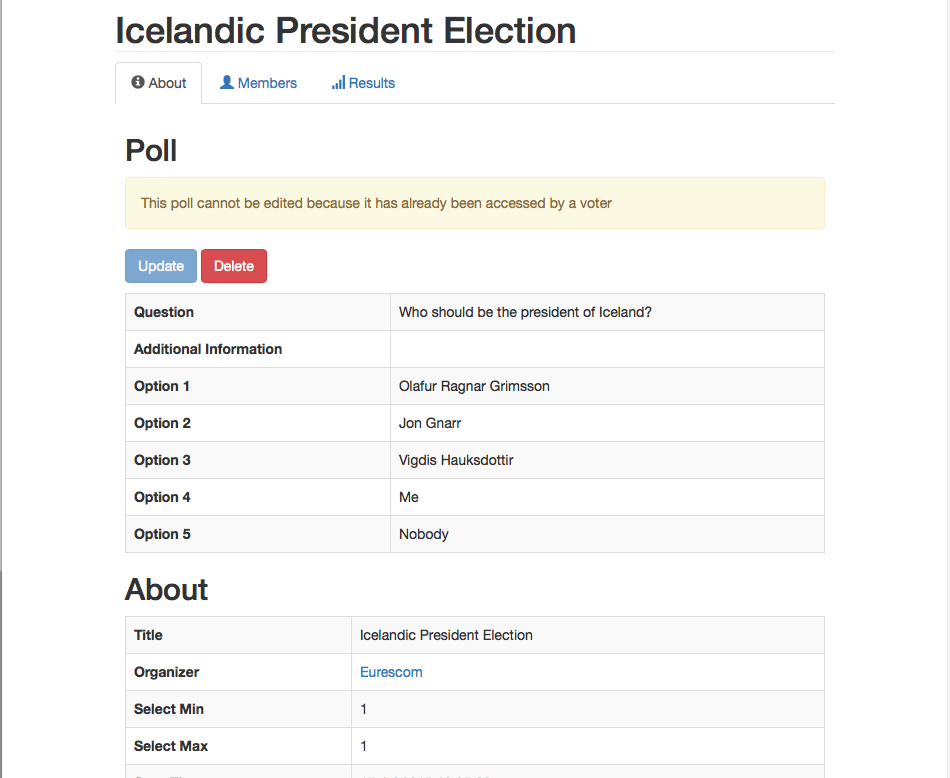 Icelandic President Election
About Members Results
Poll
This poll cannot be edited because it has already been accessed by a voter
Update Delete
Question Who should be the president of Iceland?
Additional Information
Option 1 Olafur Ragnar Grimsson
Option 2 Jon Gnarr
Option 3 Vigdis Hauksdottir
Option 4 Me
Option 5 Nobody
About
Title Icelandic President Election
Organizer Eurescom
Select Min 1
Select Max 1